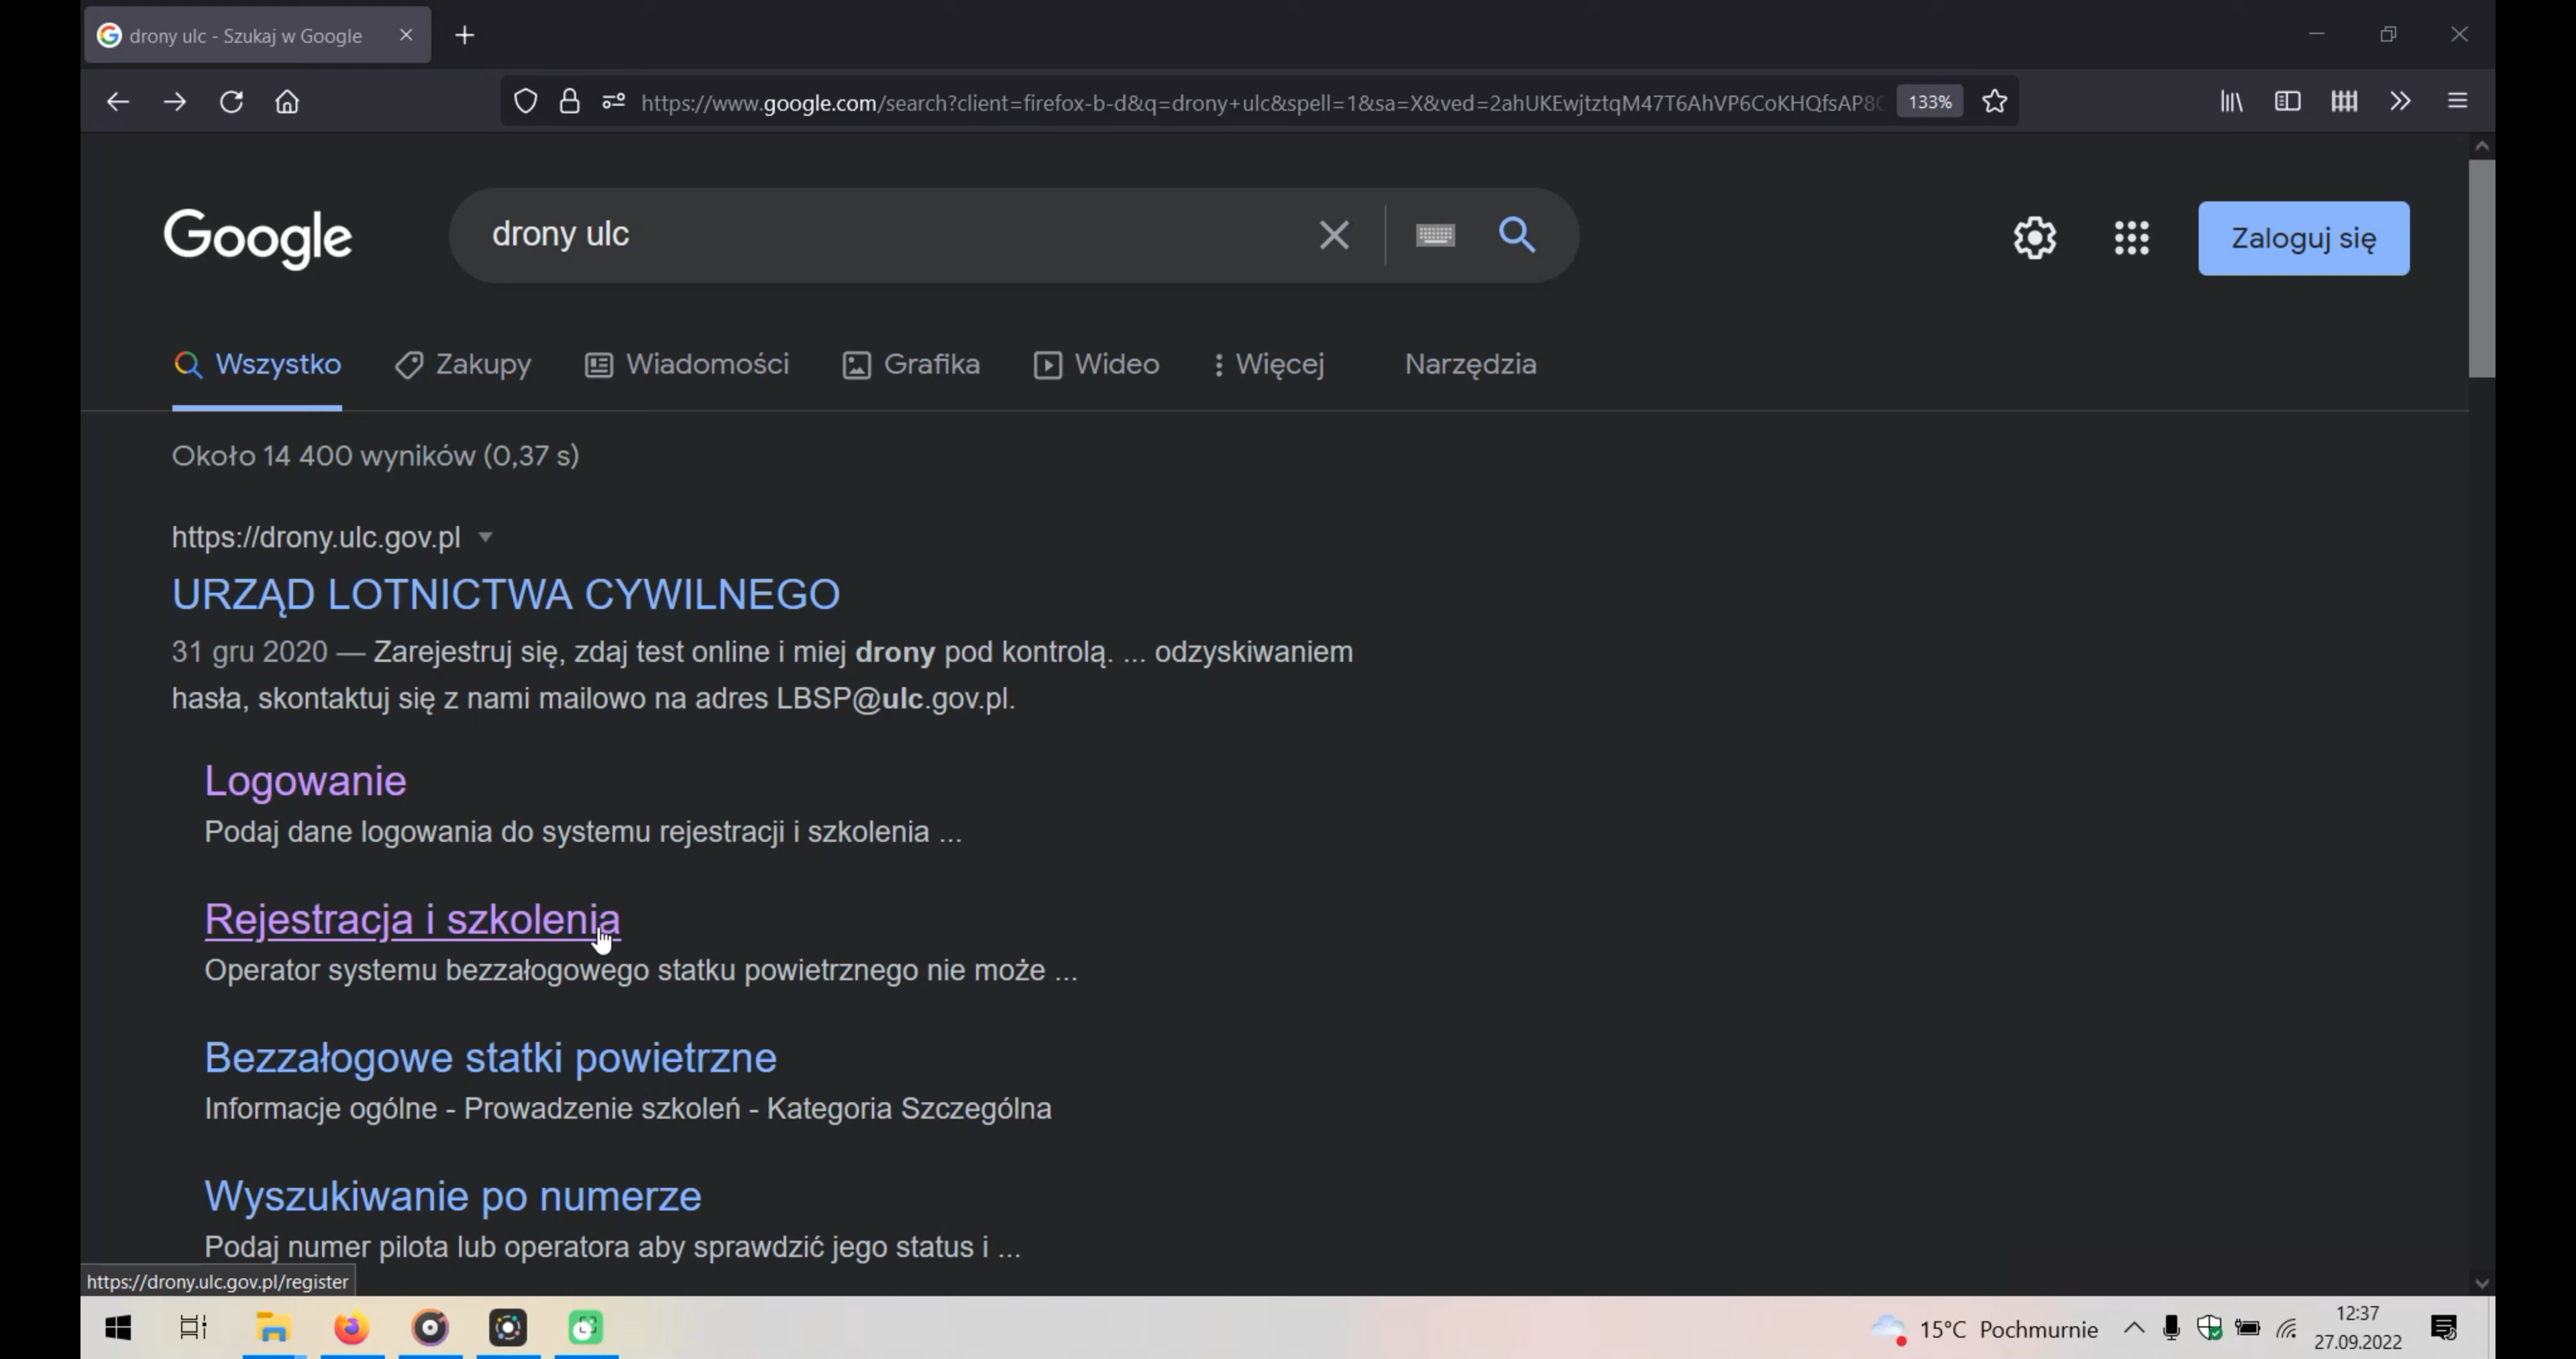 drony ulc - Szukaj w Google
https://www.google.com/search?client=firefox-b-d&q=drony+ulc&spell=1&sa=X&ved=2ahUKEwjtztqM47T6AhVP6CoKHQfsAP8C
133%
Google
drony ulc
Zaloguj się
Wszystko
Zakupy
Wiadomości
Grafika
Wideo
Więcej
Narzędzia
Około 14 400 wyników (0,37 s)
https://drony.ulc.gov.pl
URZĄD LOTNICTWA CYWILNEGO
31 gru 2020 — Zarejestruj się, zdaj test online i miej drony pod kontrolą. ... odzyskiwaniem
hasła, skontaktuj się z nami mailowo na adres LBSP@ulc.gov.pl.
Logowanie
Podaj dane logowania do systemu rejestracji i szkolenia ...
Rejestracja i szkolenia
Operator systemu bezzałogowego statku powietrznego nie może ...
Bezzałogowe statki powietrzne
Informacje ogólne - Prowadzenie szkoleń - Kategoria Szczególna
Wyszukiwanie po numerze
Podaj numer pilota lub operatora aby sprawdzić jego status i ...
https://drony.ulc.gov.pl/register
15°C Pochmurnie
12:37
27.09.2022